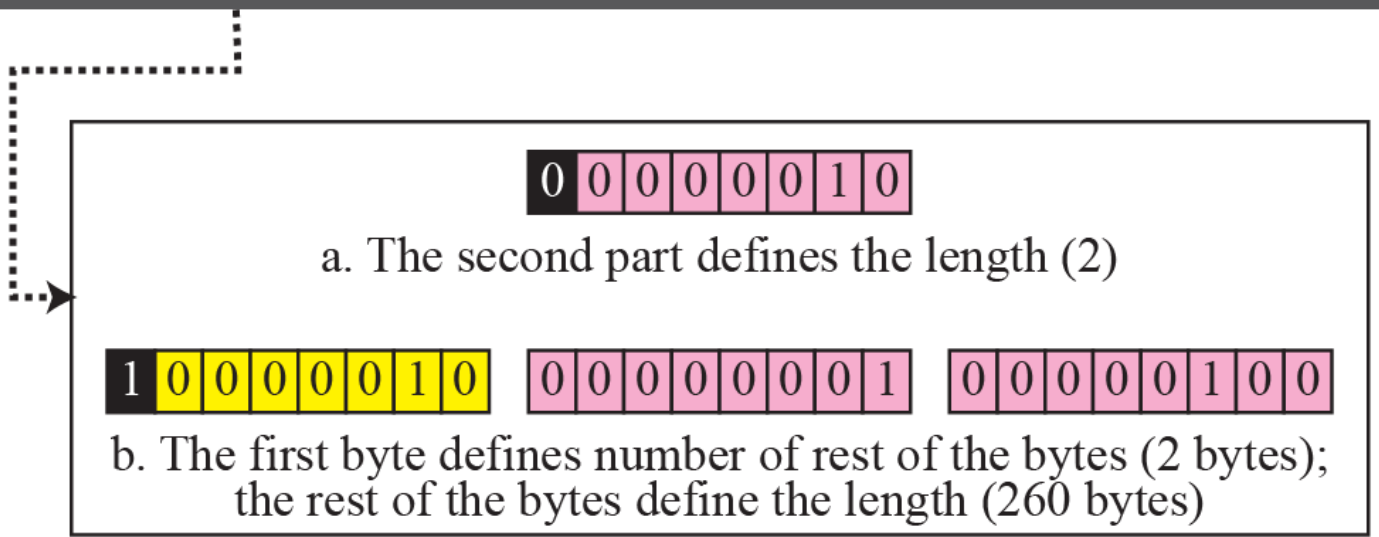 0 0 0 0 0 0 1 0
a. The second part defines the length (2)
1 0 0 0 0 0 1 0 0 0 0 0 0 0 0 1 0 0 0 0 0 1 0 0
b. The first byte defines number of rest of the bytes (2 bytes);
the rest of the bytes define the length (260 bytes)